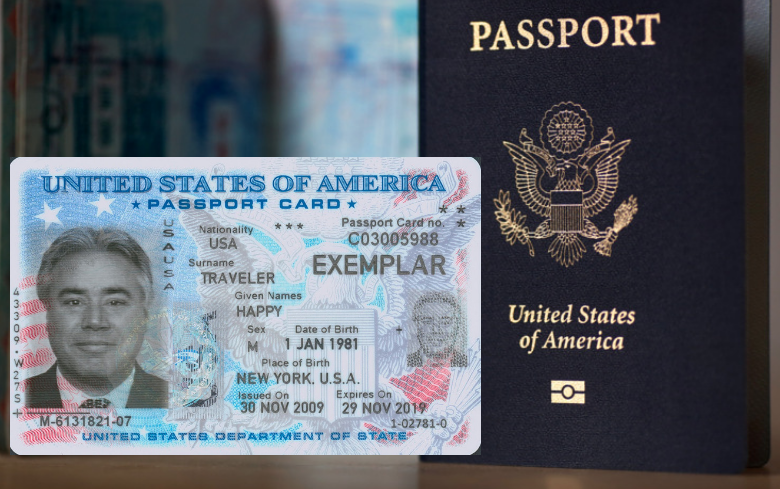 PASSPORT
United States
of America
UNITED STATES OF AMERICA
★ PASSPORT CARD ★
USAUSA
Nationality
USA
***
Passport Card no.
C03005988
Surname
TRAVELER
EXEMPLAR
Given Names
HAPPY
Sex
M
Date of Birth
1 JAN 1981
Place of Birth
NEW YORK, U.S.A.
Issued On
30 NOV 2009
Expires On
29 NOV 2019
M-6131821-07
1-02781-0
UNITED STATES DEPARTMENT OF STATE